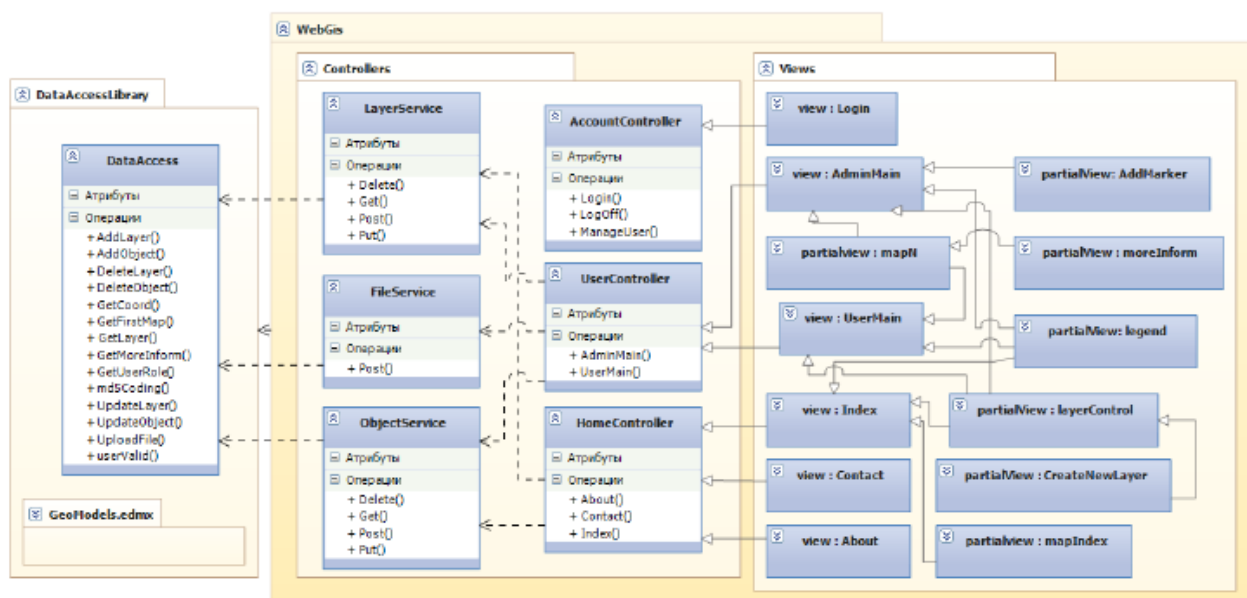 WebGis
DataAccessLibrary
DataAccess
Атрибуты
Операции
+ AddLayer()
+ AddObject()
+ DeleteLayer()
+ DeleteObject()
+ GetCoord()
+ GetFirstMap()
+ GetLayer()
+ GetMoreInform()
+ GetUserRole()
+ md5Coding()
+ UpdateLayer()
+ UpdateObject()
+ UploadFile()
+ userValid()
GeoModels.edmx
Controllers
LayerService
Атрибуты
Операции
+ Delete()
+ Get()
+ Post()
+ Put()
FileService
Атрибуты
Операции
+ Post()
ObjectService
Атрибуты
Операции
+ Delete()
+ Get()
+ Post()
+ Put()
AccountController
Атрибуты
Операции
+ Login()
+ LogOff()
+ ManageUser()
UserController
Атрибуты
Операции
+ AdminMain()
+ UserMain()
HomeController
Атрибуты
Операции
+ About()
+ Contact()
+ Index()
Views
view : Login
view : AdminMain
partialView: AddMarker
partialview : mapN
partialView : moreInform
view : UserMain
partialView: legend
view : Index
partialView : layerControl
view : Contact
partialView : CreateNewLayer
view : About
partialview : mapIndex